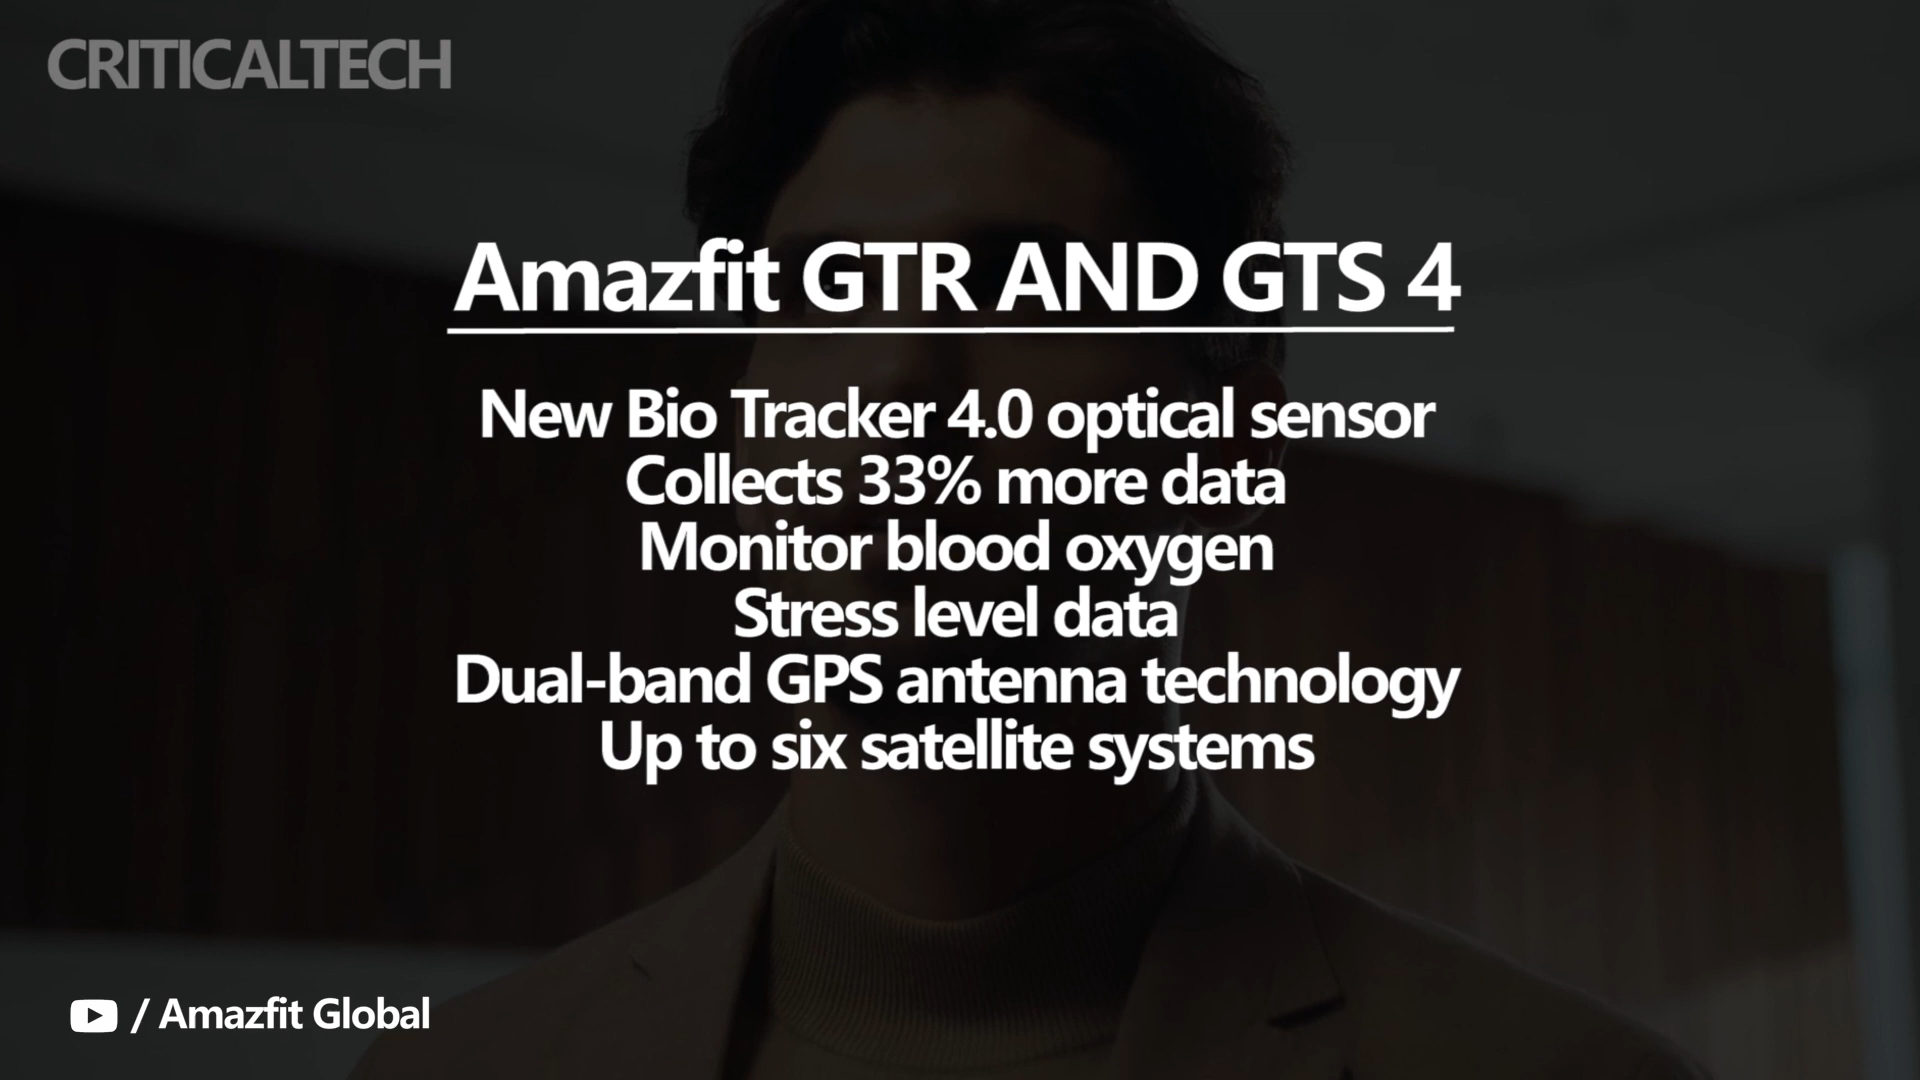 CRITICALTECH
Amazfit GTR AND GTS 4
New Bio Tracker 4.0 optical sensor
Collects 33% more data
Monitor blood oxygen
Stress level data
Dual-band GPS antenna technology
Up to six satellite systems
/ Amazfit Global